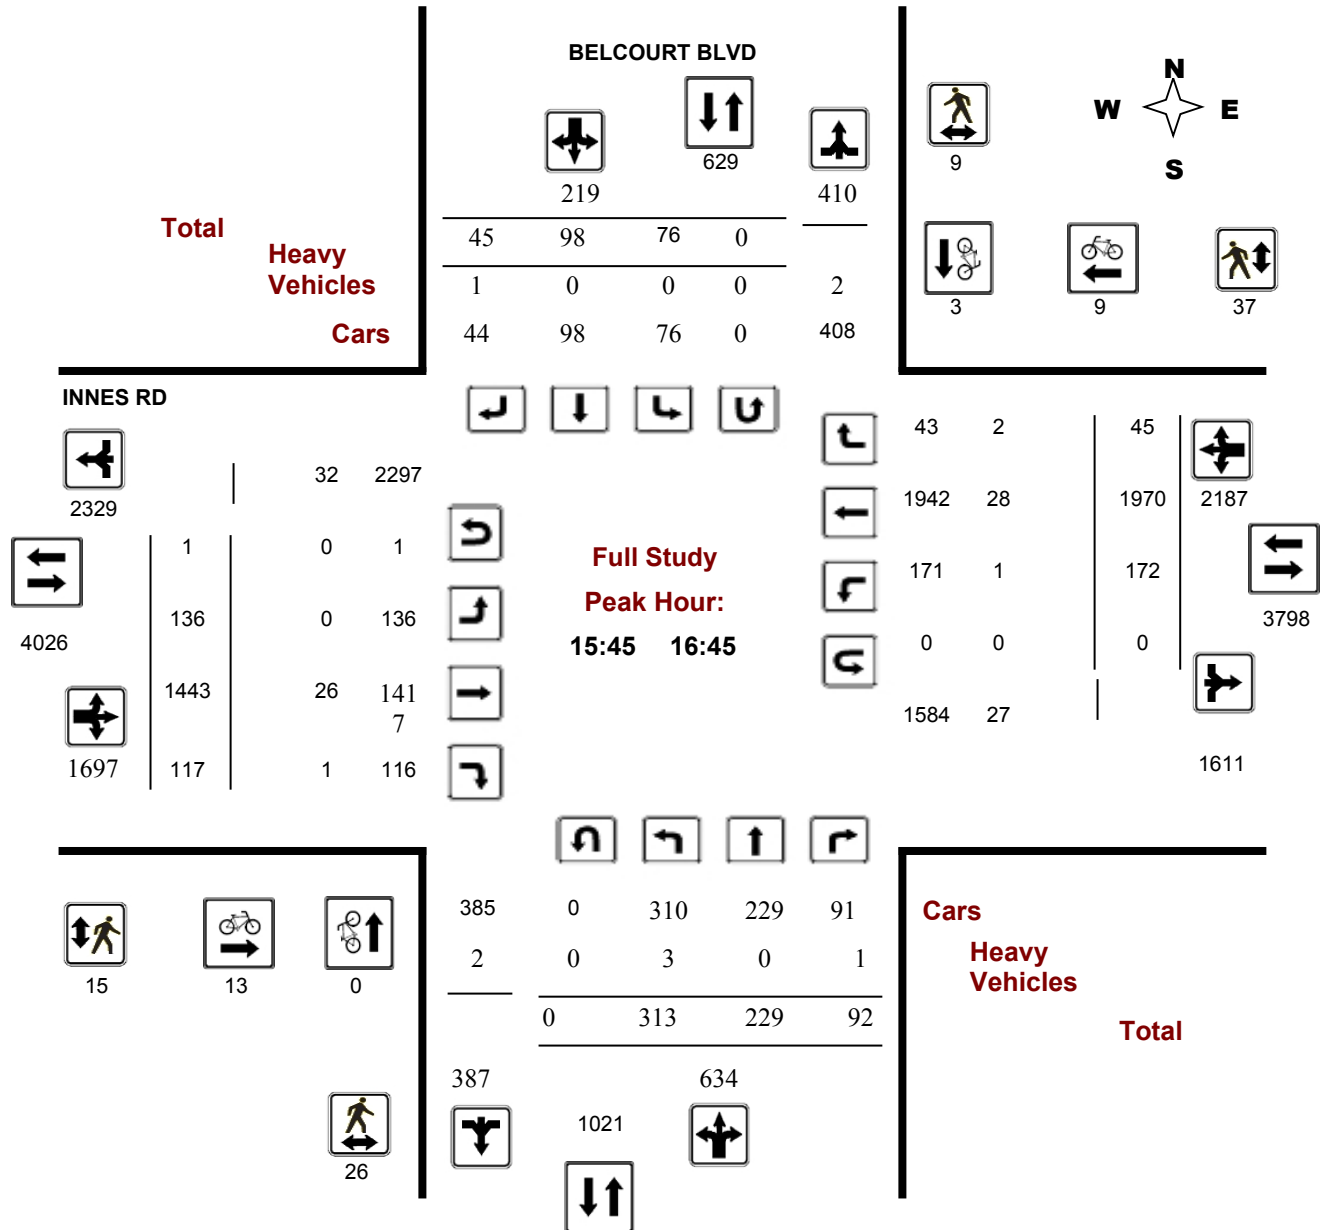 BELCOURT BLVD
N
W E
S
629
9
219
410
Total
45 98 76 0
Heavy
Vehicles
1 0 0 0 2
3 9 37
Cars
44 98 76 0 408
INNES RD
43 2 45
32 2297
2329
1942 28 1970 2187
1 0 1
Full Study
171 1 172
Peak Hour:
136 0 136
3798
4026
15:45 16:45
0 0 0
1443 26 141
7
1584 27
1697 117 1 116
1611
385 0 310 229 91
Cars
2 0 3 0 1
Heavy
Vehicles
15 13 0
0 313 229 92
Total
387 634
1021
26